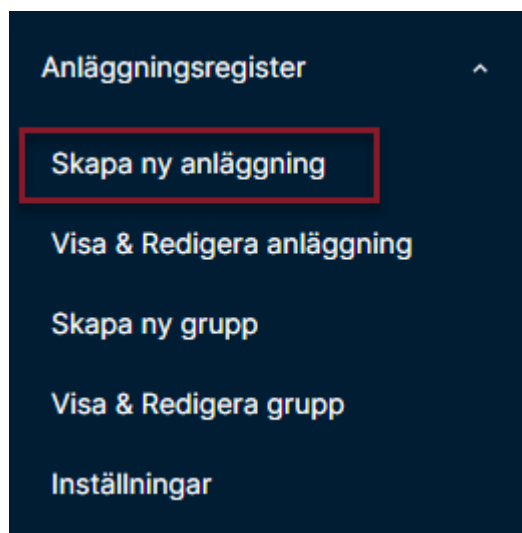 Anläggningsregister
Skapa ny anläggning
Visa & Redigera anläggning
Skapa ny grupp
Visa & Redigera grupp
Inställningar